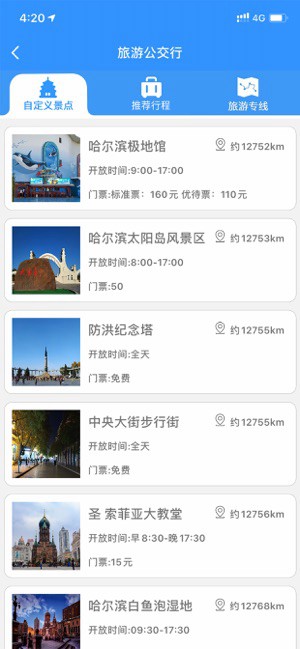 4:20
4G
旅游公交行
自定义景点
推荐行程
旅游专线
哈尔滨极地馆
约12752km
开放时间:9:00-17:00
门票:标准票：160元 优待票：110元
哈尔滨太阳岛风景区
约12753km
开放时间:8:00-17:00
门票:50
防洪纪念塔
约12755km
开放时间:全天
门票:免费
中央大街步行街
约12755km
开放时间:全天
门票:免费
圣 索菲亚大教堂
约12756km
开放时间:早8:30-晚17:30
门票:15元
哈尔滨白鱼泡湿地
约12768km
开放时间:09:30-17:30